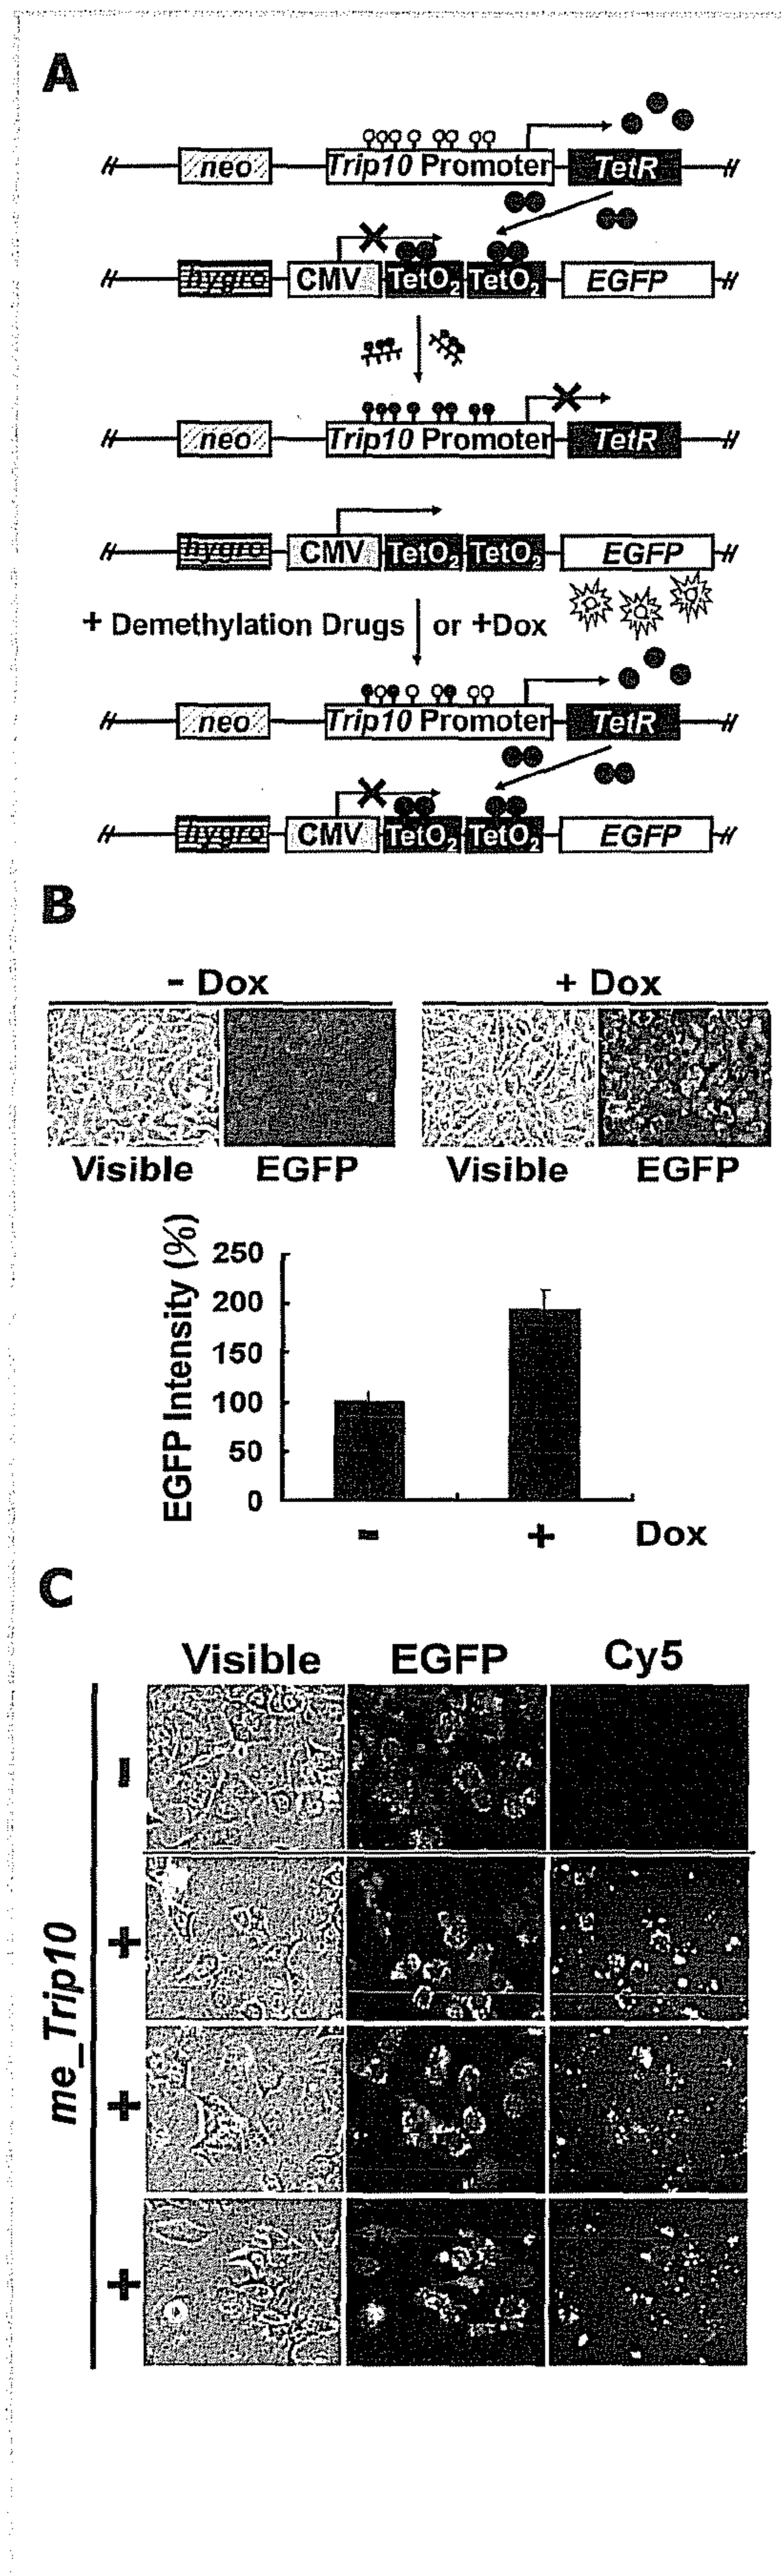 A
neo Trip10 Promoter TetR
hygro CMV TetO2 TetO2 EGFP
neo Trip10 Promoter TetR
hygro CMV TetO2 TetO2 EGFP
+ Demethylation Drugs or +Dox
neo Trip10 Promoter TetR
hygro CMV TetO2 TetO2 EGFP
B
- Dox + Dox
Visible EGFP Visible EGFP
EGFP Intensity (%)
250
200
150
100
50
0
- + Dox
C
Visible EGFP Cy5
me_Trip10
-
+
+
+